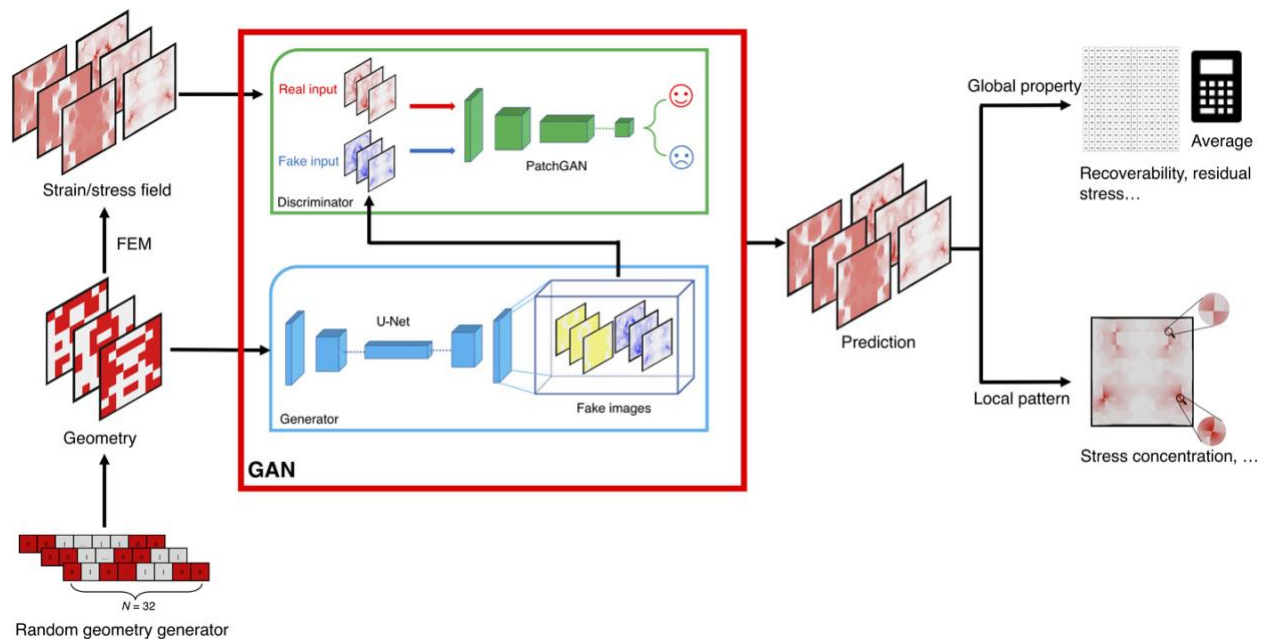 Strain/stress field
FEM
Geometry
N = 32
Random geometry generator
Real input
Fake input
PatchGAN
Discriminator
U-Net
Generator
Fake images
GAN
Prediction
Global property
Average
Recoverability, residual
stress…
Local pattern
Stress concentration, …